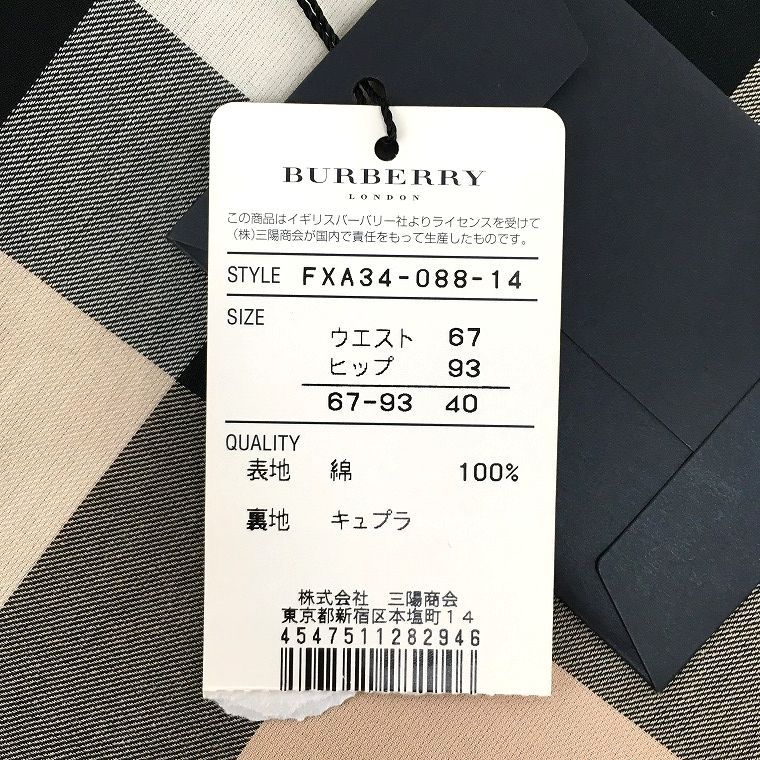 BURBERRY
LONDON
この商品はイギリスバーバリー社よりライセンスを受けて
(株)三陽商会が国内で責任をもって生産したものです。
STYLE FXA34-088-14
SIZE
ウエスト 67
ヒップ 93
67-93 40
QUALITY
表地 綿 100%
裏地 キュプラ
株式会社 三陽商会
東京都新宿区本塩町14
4547511282946